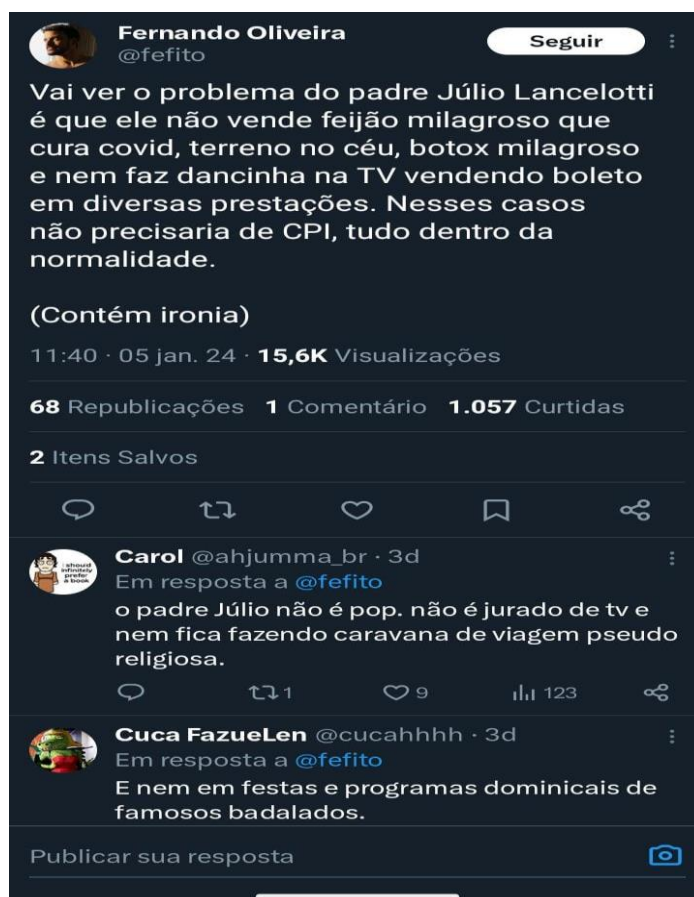 Fernando Oliveira
@fefito
Seguir
Vai ver o problema do padre Júlio Lancelotti
é que ele não vende feijão milagroso que
cura covid, terreno no céu, botox milagroso
e nem faz dancinha na TV vendendo boleto
em diversas prestações. Nesses casos
não precisaria de CPI, tudo dentro da
normalidade.
(Contém ironia)
11:40 · 05 jan. 24 · 15,6K Visualizações
68 Republicações 1 Comentário 1.057 Curtidas
2 Itens Salvos
i should
infinitely
prefer
a book
Carol @ahjumma_br · 3d
Em resposta a @fefito
o padre Júlio não é pop. não é jurado de tv e
nem fica fazendo caravana de viagem pseudo
religiosa.
1 9 123
Cuca FazueLen @cucahhhh · 3d
Em resposta a @fefito
E nem em festas e programas dominicais de
famosos badalados.
Publicar sua resposta